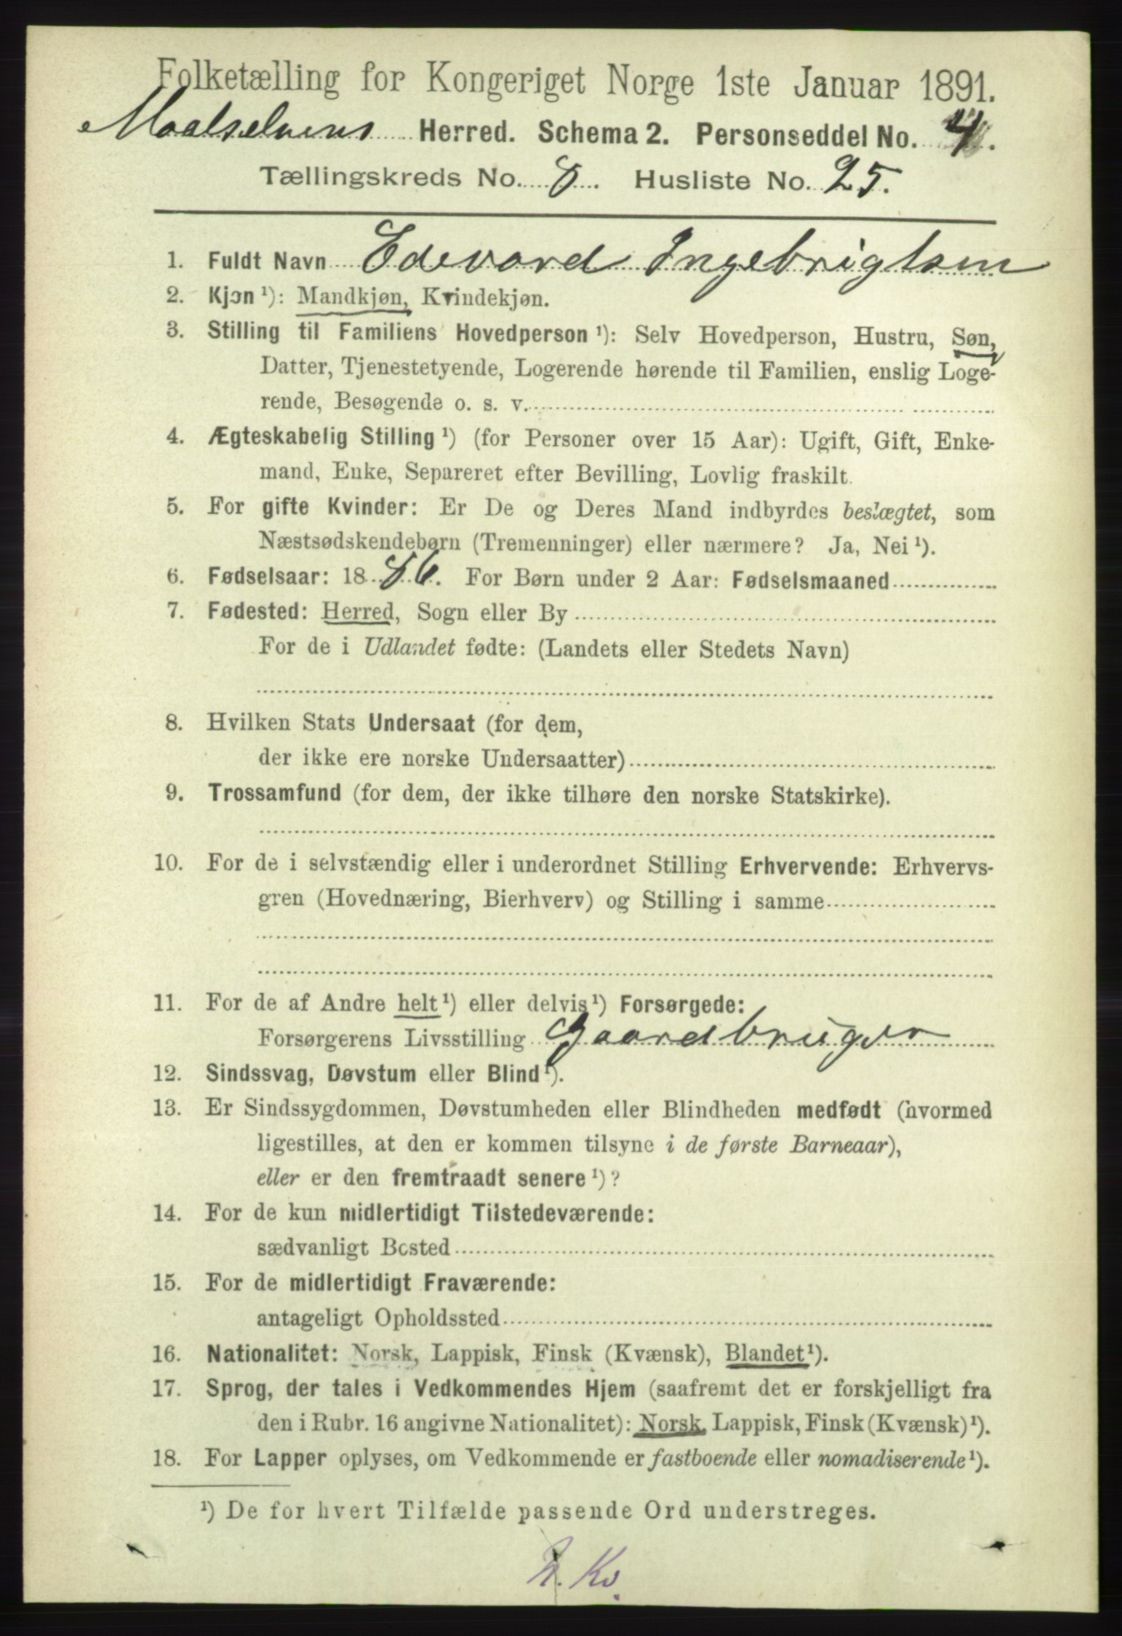 Folketælling for Kongeriget Norge 1ste Januar 1891.
Maalselvens Herred. Schema 2. Personseddel No. 4.
Tællingskreds No. 8. Husliste No. 25.
1. Fuldt Navn Edevard Ingebrigtsen
2. Kjøn ¹): Mandkjøn, Kvindekjøn.
3. Stilling til Familiens Hovedperson ¹): Selv Hovedperson, Hustru, Søn,
Datter, Tjenestetyende, Logerende hørende til Familien, enslig Loge-
rende, Besøgende o. s. v.
4. Ægteskabelig Stilling ¹) (for Personer over 15 Aar): Ugift, Gift, Enke-
mand, Enke, Separeret efter Bevilling, Lovlig fraskilt.
5. For gifte Kvinder: Er De og Deres Mand indbyrdes beslægtet, som
Næstsødskendebørn (Tremenninger) eller nærmere? Ja, Nei ¹).
6. Fødselsaar: 1886. For Børn under 2 Aar: Fødselsmaaned
7. Fødested: Herred, Sogn eller By
For de i Udlandet fødte: (Landets eller Stedets Navn)
8. Hvilken Stats Undersaat (for dem,
der ikke ere norske Undersaatter)
9. Trossamfund (for dem, der ikke tilhøre den norske Statskirke).
10. For de i selvstændig eller i underordnet Stilling Erhvervende: Erhvervs-
gren (Hovednæring, Bierhverv) og Stilling i samme
11. For de af Andre helt ¹) eller delvis ¹) Forsørgede:
Forsørgerens Livsstilling Gaardbruger
12. Sindssvag, Døvstum eller Blind ¹).
13. Er Sindssygdommen, Døvstumheden eller Blindheden medfødt (hvormed
ligestilles, at den er kommen tilsyne i de første Barneaar),
eller er den fremtraadt senere ¹)?
14. For de kun midlertidigt Tilstedeværende:
sædvanligt Bosted
15. For de midlertidigt Fraværende:
antageligt Opholdssted
16. Nationalitet: Norsk, Lappisk, Finsk (Kvænsk), Blandet ¹).
17. Sprog, der tales i Vedkommendes Hjem (saafremt det er forskjelligt fra
den i Rubr. 16 angivne Nationalitet): Norsk, Lappisk, Finsk (Kvænsk) ¹).
18. For Lapper oplyses, om Vedkommende er fastboende eller nomadiserende ¹).
¹) De for hvert Tilfælde passende Ord understreges.
N. Kv.